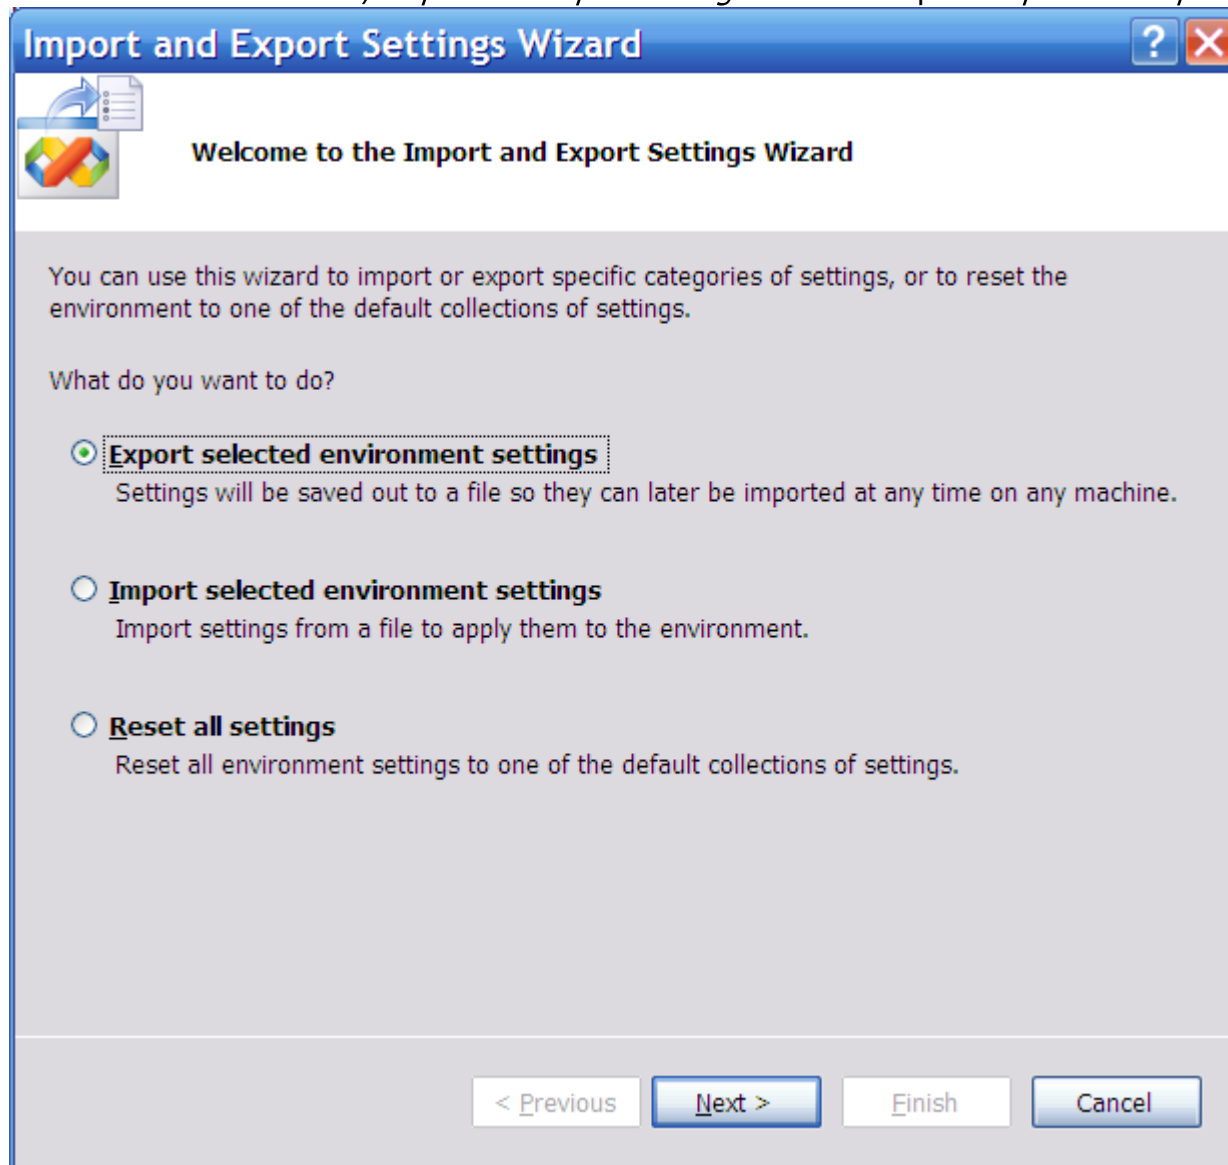 Import and Export Settings Wizard
Welcome to the Import and Export Settings Wizard
You can use this wizard to import or export specific categories of settings, or to reset the
environment to one of the default collections of settings.
What do you want to do?
Export selected environment settings
Settings will be saved out to a file so they can later be imported at any time on any machine.
Import selected environment settings
Import settings from a file to apply them to the environment.
Reset all settings
Reset all environment settings to one of the default collections of settings.
< Previous Next > Finish Cancel